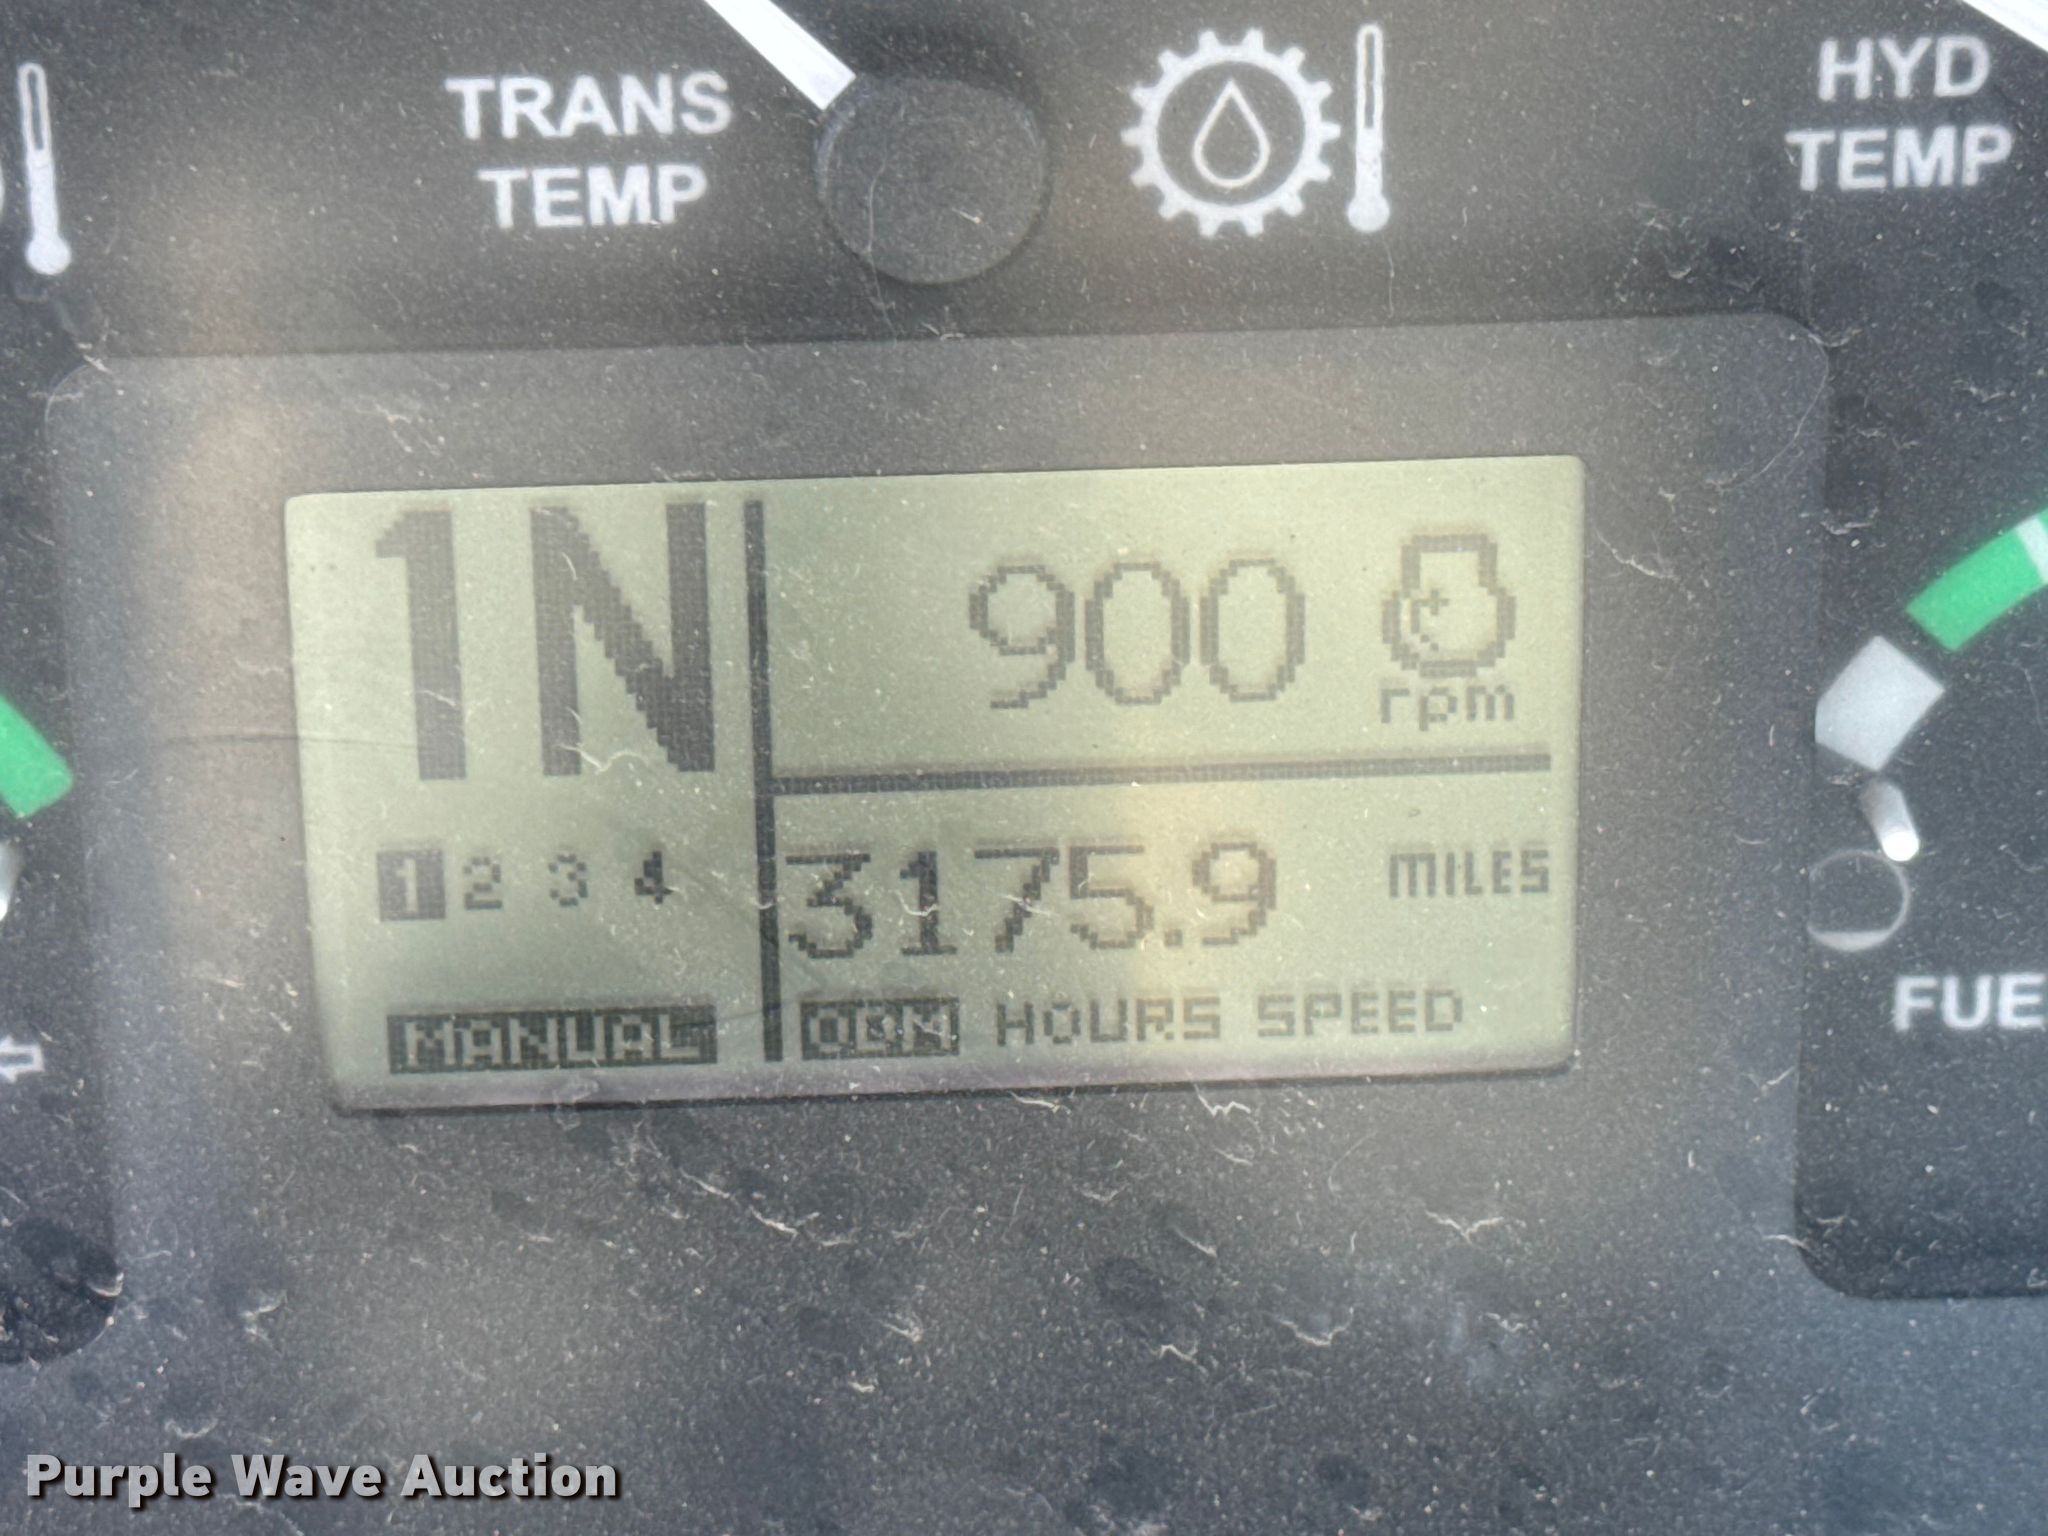 TRANS
TEMP
HYD
TEMP
1N
900
rpm
1 2 3 4
3175.9 MILES
MANUAL
ODM HOURS SPEED
FUE
Purple Wave Auction